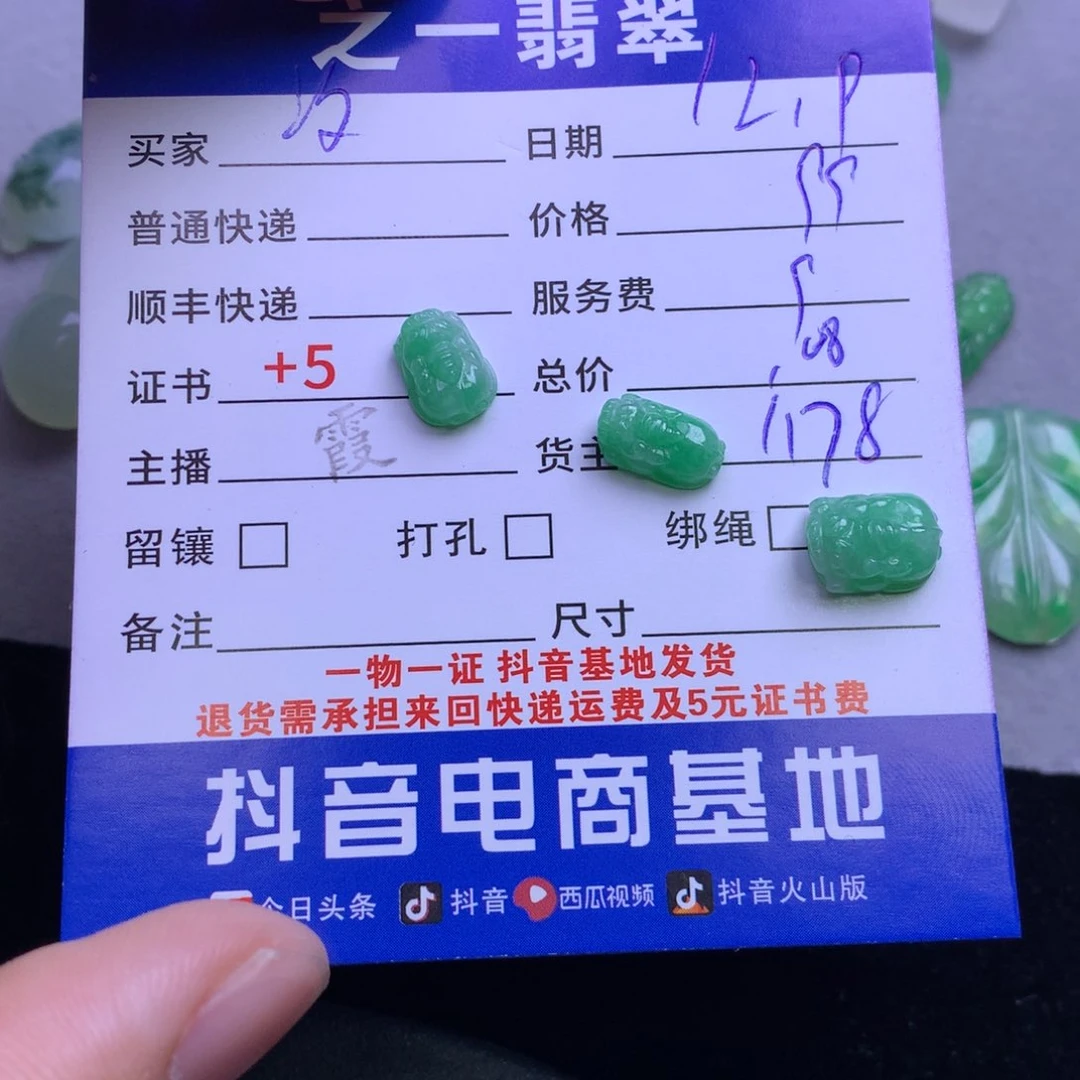 之一翡翠
买家 日期
普通快递 价格
顺丰快递 服务费
证书 +5 总价
主播 霞 货主 1178
留镶 打孔 绑绳
备注 尺寸
一物一证 抖音基地发货
退货需承担来回快递运费及5元证书费
抖音电商基地
今日头条 抖音 西瓜视频 抖音火山版